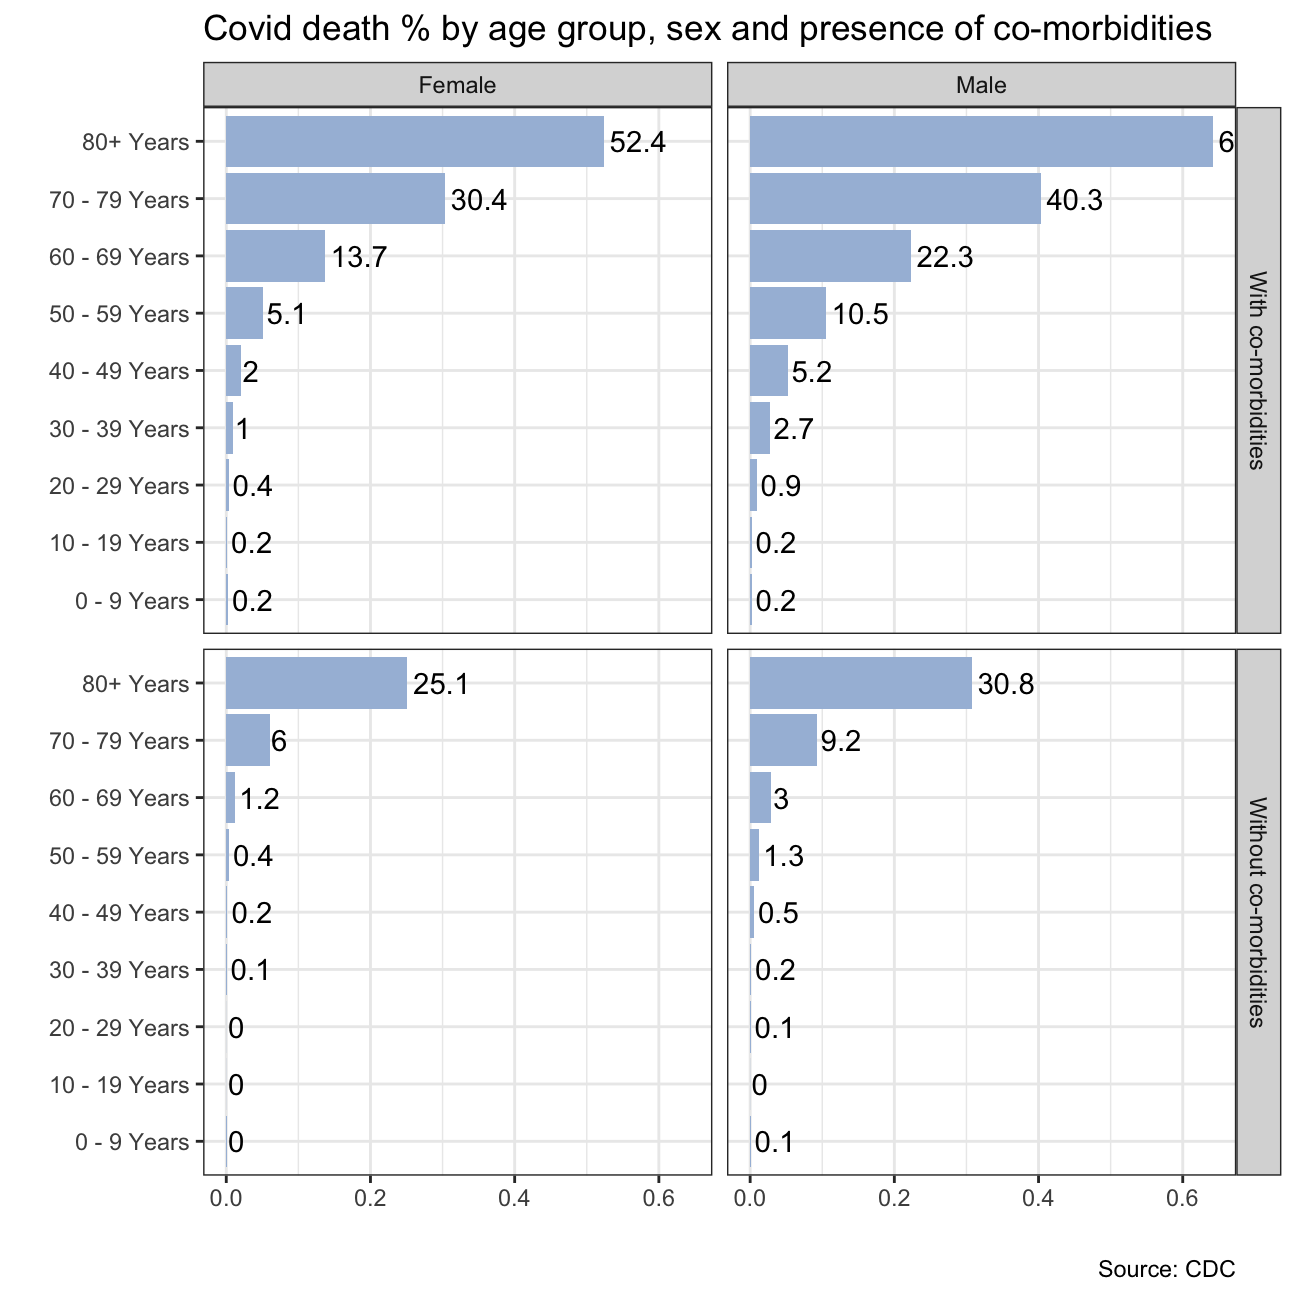 Covid death % by age group, sex and presence of co-morbidities
Female
Male
With co-morbidities
80+ Years 52.4 6
70 - 79 Years 30.4 40.3
60 - 69 Years 13.7 22.3
50 - 59 Years 5.1 10.5
40 - 49 Years 2 5.2
30 - 39 Years 1 2.7
20 - 29 Years 0.4 0.9
10 - 19 Years 0.2 0.2
0 - 9 Years 0.2 0.2
Without co-morbidities
80+ Years 25.1 30.8
70 - 79 Years 6 9.2
60 - 69 Years 1.2 3
50 - 59 Years 0.4 1.3
40 - 49 Years 0.2 0.5
30 - 39 Years 0.1 0.2
20 - 29 Years 0 0.1
10 - 19 Years 0 0
0 - 9 Years 0 0.1
0.0 0.2 0.4 0.6 0.0 0.2 0.4 0.6
Source: CDC